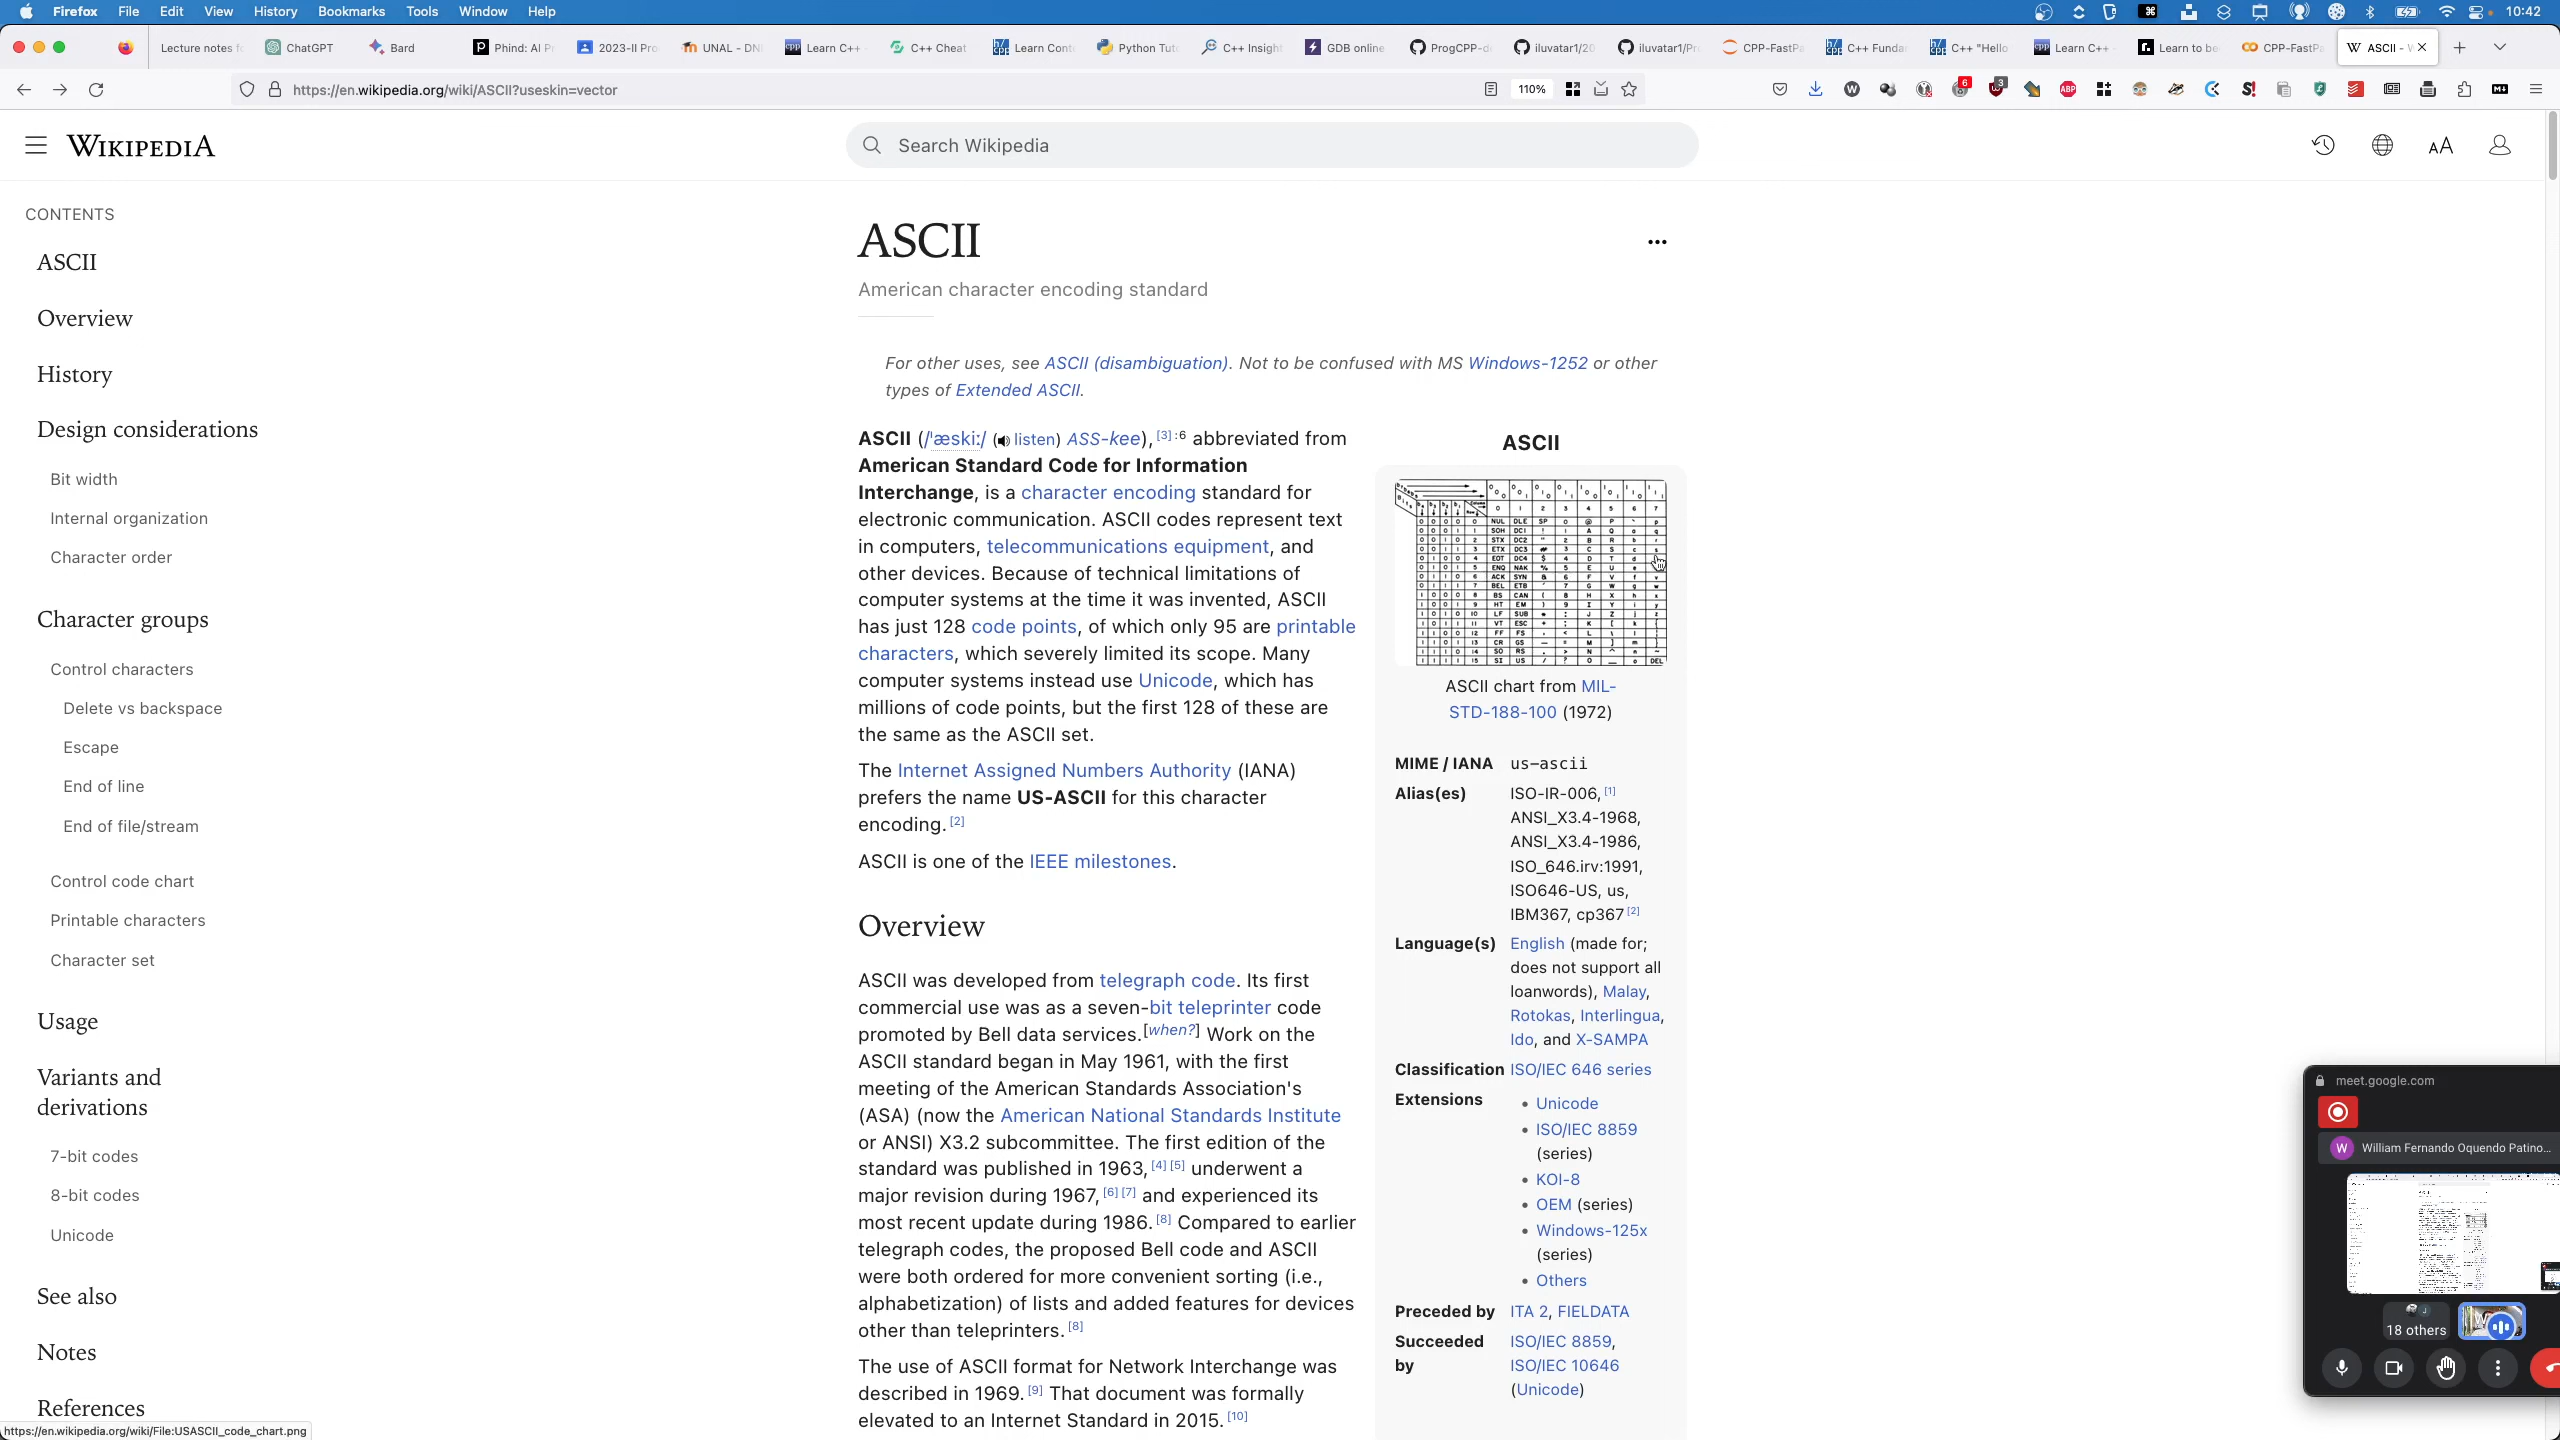 Firefox File Edit View History Bookmarks Tools Window Help 10:42
Lecture notes f ChatGPT Bard Phind: AI Pr 2023-II Pro UNAL - DN Learn C++ C++ Cheat Learn Cont Python Tut C++ Insigh GDB online ProgCPP-d iluvatar1/20 iluvatar1/Pr CPP-FastPa C++ Funda C++ "Hello Learn C++ Learn to be CPP-FastPa ASCII - W
https://en.wikipedia.org/wiki/ASCII?useskin=vector 110%
WIKIPEDIA
Search Wikipedia
CONTENTS
ASCII
Overview
History
Design considerations
Bit width
Internal organization
Character order
Character groups
Control characters
Delete vs backspace
Escape
End of line
End of file/stream
Control code chart
Printable characters
Character set
Usage
Variants and
derivations
7-bit codes
8-bit codes
Unicode
See also
Notes
References
https://en.wikipedia.org/wiki/File:USASCII_code_chart.png
ASCII
American character encoding standard
For other uses, see ASCII (disambiguation). Not to be confused with MS Windows-1252 or other
types of Extended ASCII.
ASCII (/ˈæskiː/ (listen) ASS-kee),[3]:6 abbreviated from
American Standard Code for Information
Interchange, is a character encoding standard for
electronic communication. ASCII codes represent text
in computers, telecommunications equipment, and
other devices. Because of technical limitations of
computer systems at the time it was invented, ASCII
has just 128 code points, of which only 95 are printable
characters, which severely limited its scope. Many
computer systems instead use Unicode, which has
millions of code points, but the first 128 of these are
the same as the ASCII set.
The Internet Assigned Numbers Authority (IANA)
prefers the name US-ASCII for this character
encoding.[2]
ASCII is one of the IEEE milestones.
Overview
ASCII was developed from telegraph code. Its first
commercial use was as a seven-bit teleprinter code
promoted by Bell data services.[when?] Work on the
ASCII standard began in May 1961, with the first
meeting of the American Standards Association's
(ASA) (now the American National Standards Institute
or ANSI) X3.2 subcommittee. The first edition of the
standard was published in 1963,[4][5] underwent a
major revision during 1967,[6][7] and experienced its
most recent update during 1986.[8] Compared to earlier
telegraph codes, the proposed Bell code and ASCII
were both ordered for more convenient sorting (i.e.,
alphabetization) of lists and added features for devices
other than teleprinters.[8]
The use of ASCII format for Network Interchange was
described in 1969.[9] That document was formally
elevated to an Internet Standard in 2015.[10]
ASCII
ASCII chart from MIL-
STD-188-100 (1972)
MIME / IANA us-ascii
Alias(es) ISO-IR-006,[1]
ANSI_X3.4-1968,
ANSI_X3.4-1986,
ISO_646.irv:1991,
ISO646-US, us,
IBM367, cp367[2]
Language(s) English (made for;
does not support all
loanwords), Malay,
Rotokas, Interlingua,
Ido, and X-SAMPA
Classification ISO/IEC 646 series
Extensions
• Unicode
• ISO/IEC 8859
(series)
• KOI-8
• OEM (series)
• Windows-125x
(series)
• Others
Preceded by ITA 2, FIELDATA
Succeeded ISO/IEC 8859,
by ISO/IEC 10646
(Unicode)
meet.google.com
W William Fernando Oquendo Patino...
18 others